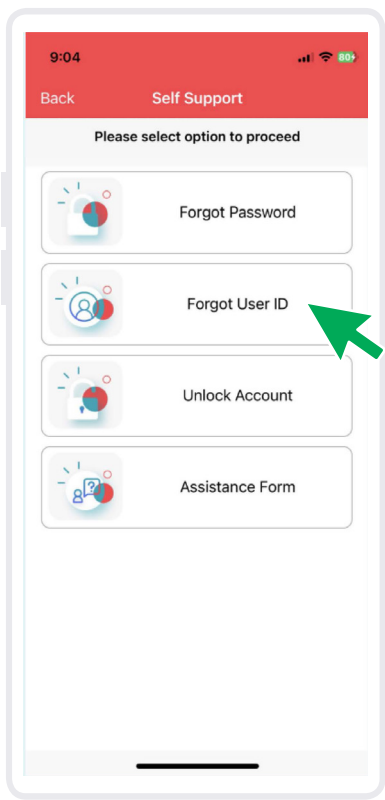 9:04
80
Back
Self Support
Please select option to proceed
Forgot Password
Forgot User ID
Unlock Account
?
Assistance Form